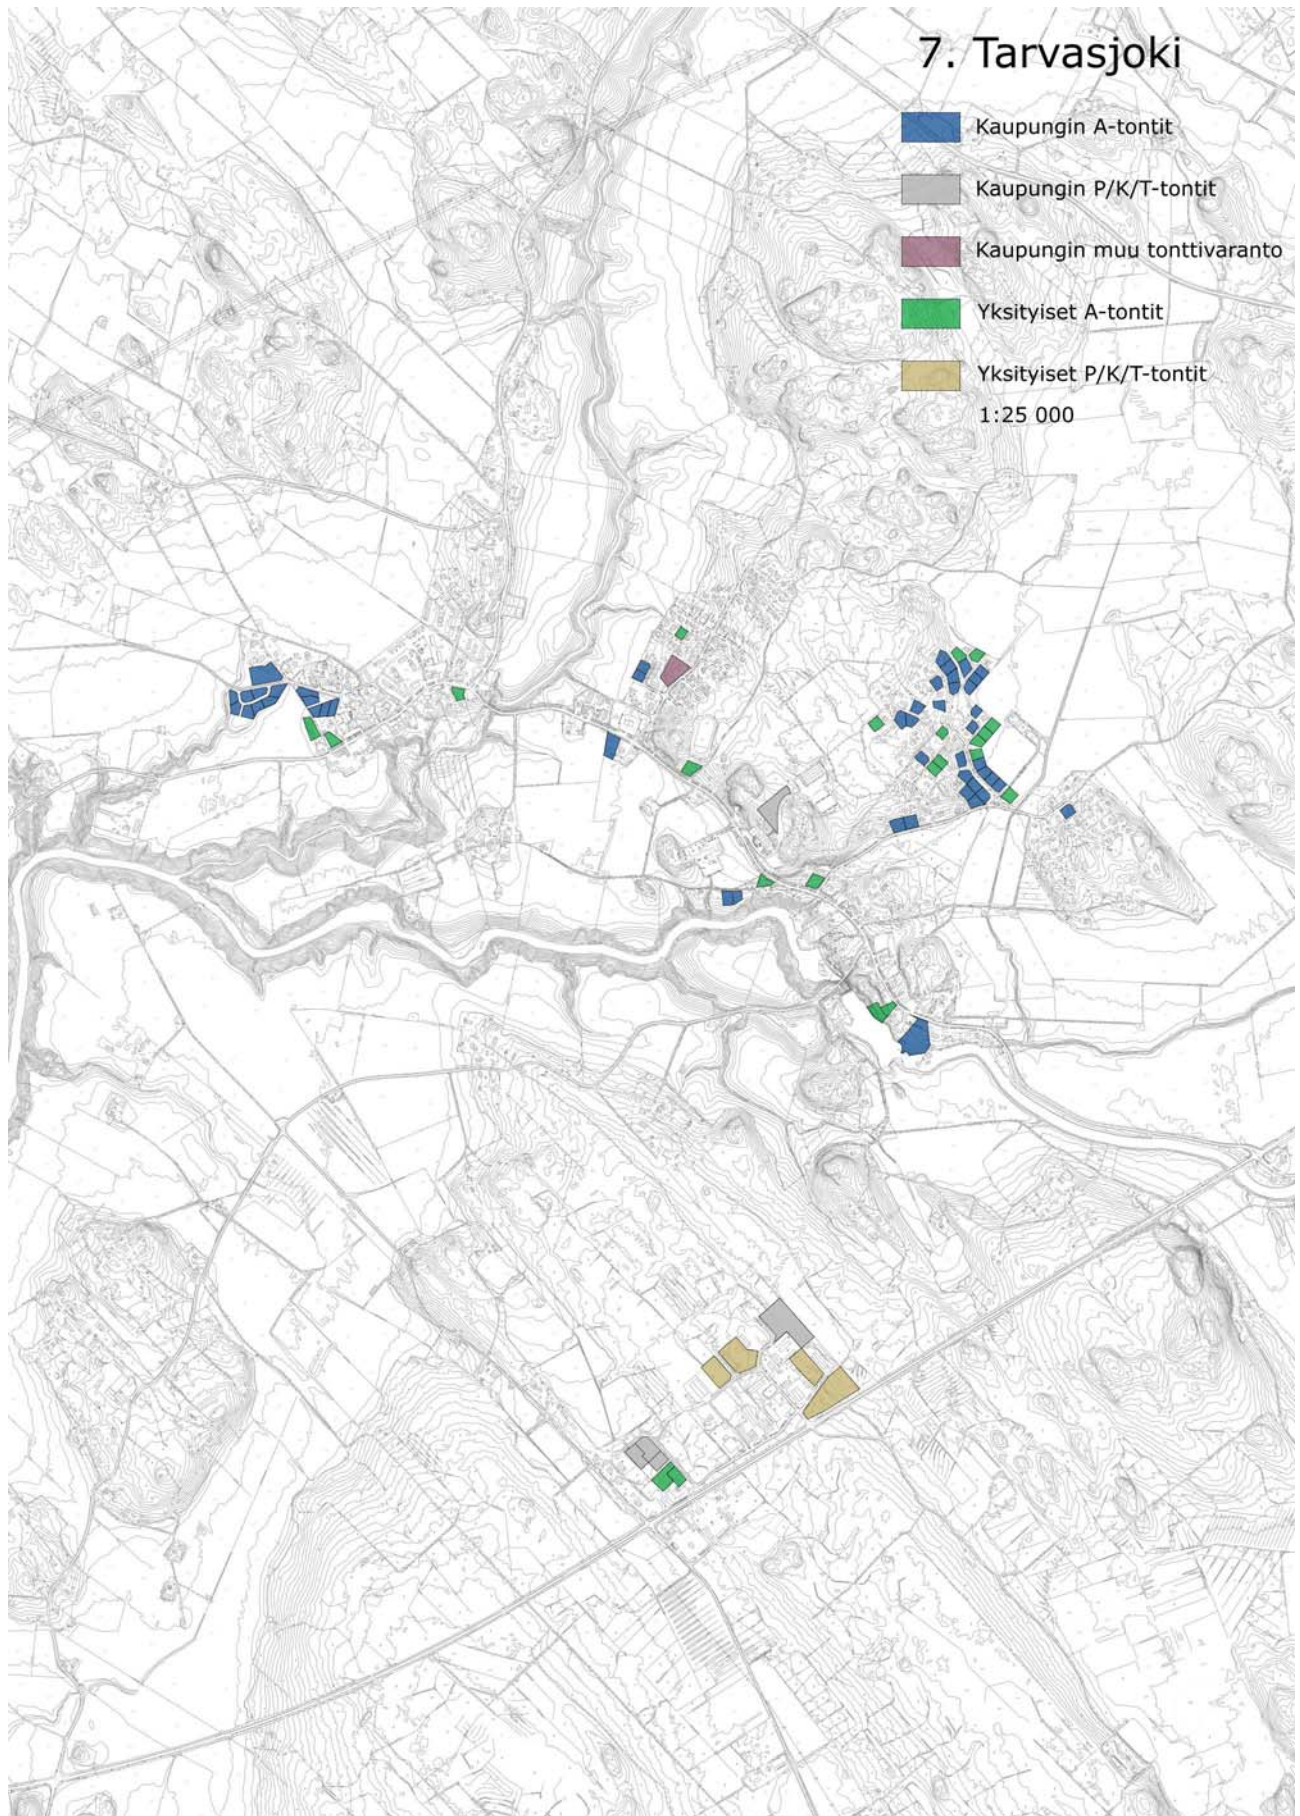 7. Tarvasjoki
Kaupungin A-tontit
Kaupungin P/K/T-tontit
Kaupungin muu tonttivaranto
Yksityiset A-tontit
Yksityiset P/K/T-tontit
1:25 000